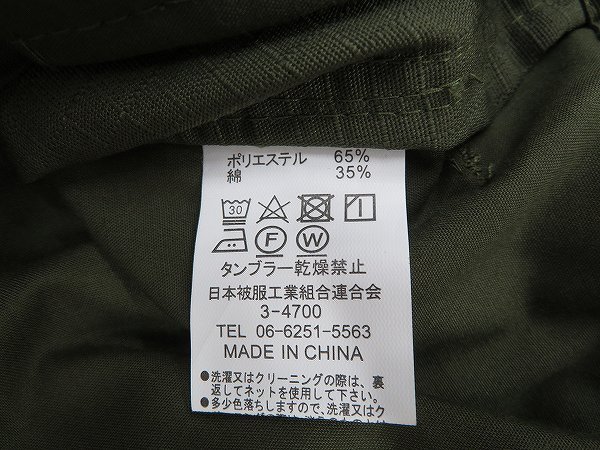 ポリエステル 65%
綿 35%
30
F W
タンブラー乾燥禁止
日本被服工業組合連合会
3-4700
TEL 06-6251-5563
MADE IN CHINA
●洗濯又はクリーニングの際は、裏
返してネットを使用して下さい。
●多少色落ちしますので、洗濯又はク